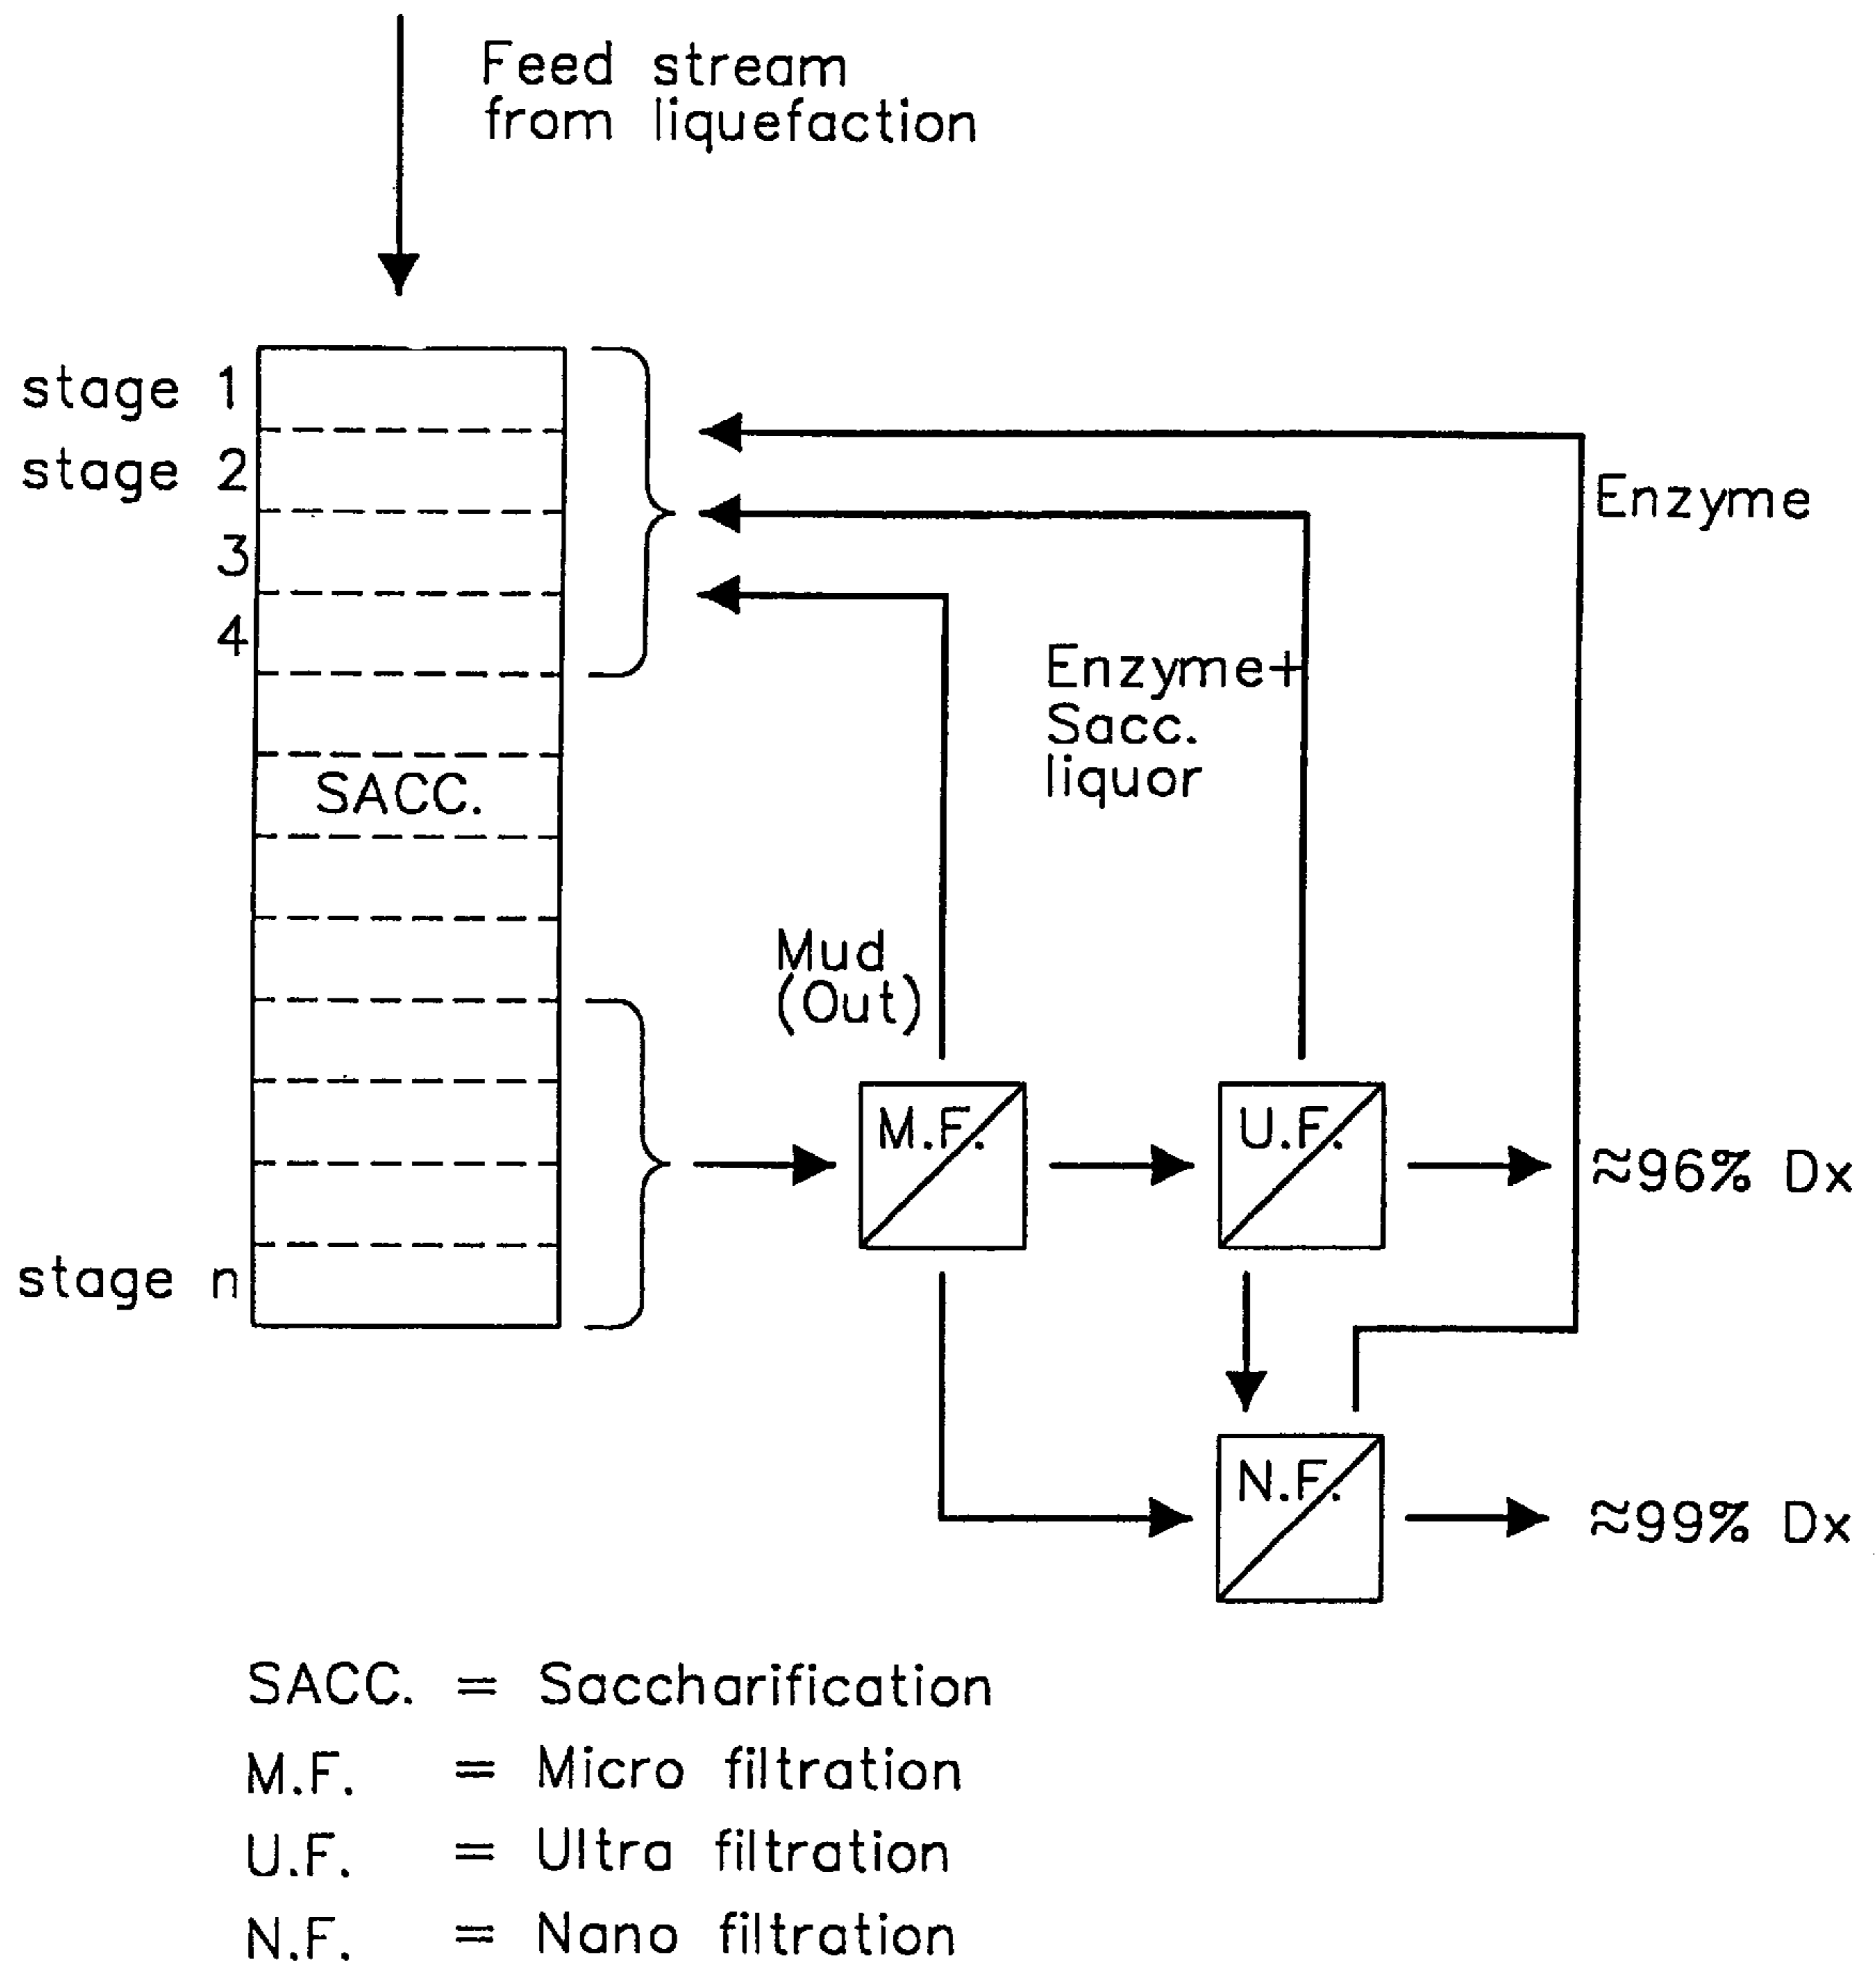 Feed stream
from liquefaction
stage 1
stage 2
3
4
SACC.
stage n
Enzyme
Enzyme+
Sacc.
liquor
Mud
(Out)
M.F.
U.F.
≈96% Dx
N.F.
≈99% Dx
SACC. = Saccharification
M.F. = Micro filtration
U.F. = Ultra filtration
N.F. = Nano filtration